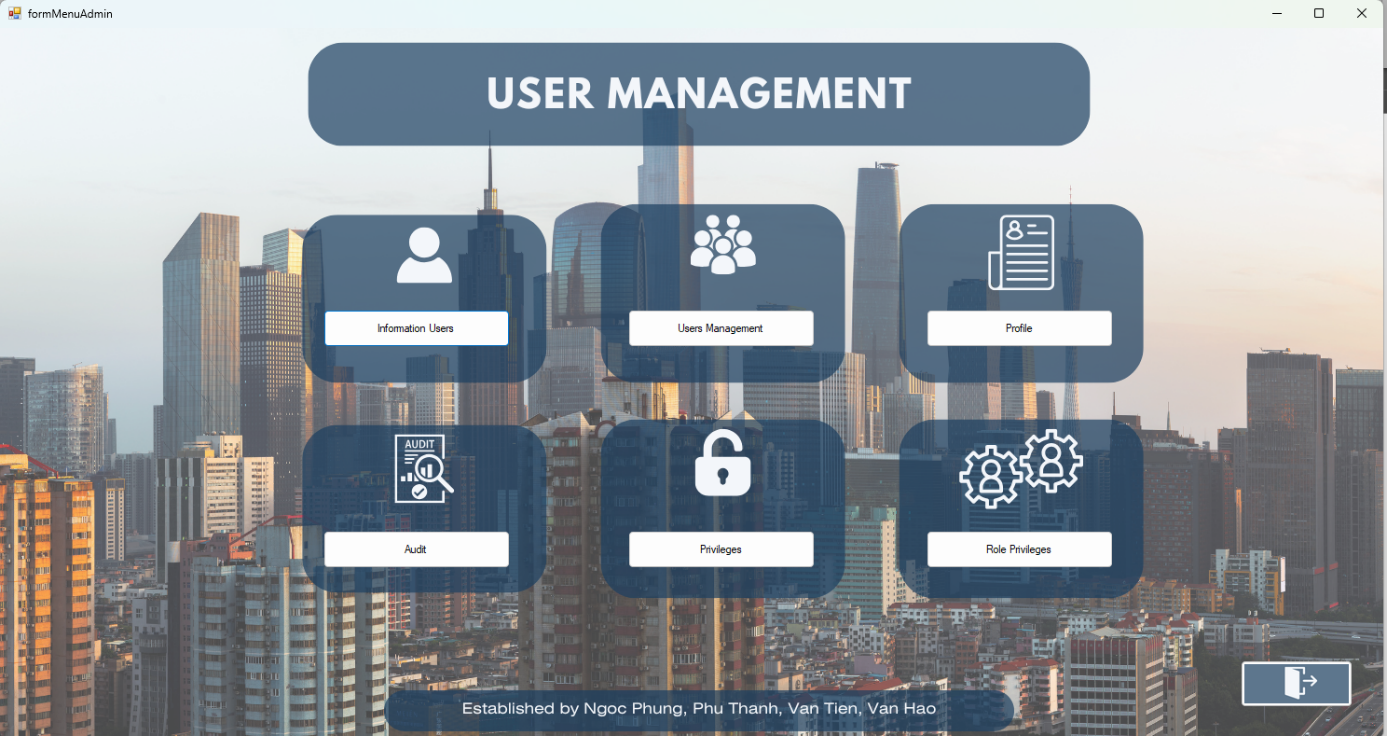 formMenuAdmin
USER MANAGEMENT
Information Users
Users Management
Profile
AUDIT
Audit
Privileges
Role Privileges
Established by Ngoc Phung, Phu Thanh, Van Tien, Van Hao